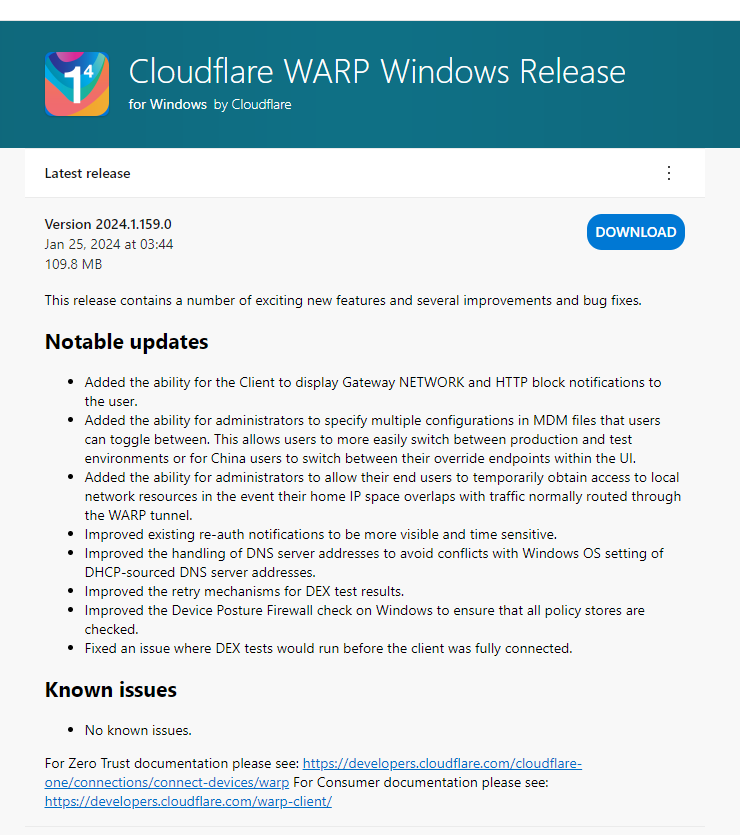 1⁴
Cloudflare WARP Windows Release
for Windows by Cloudflare
Latest release
Version 2024.1.159.0
DOWNLOAD
Jan 25, 2024 at 03:44
109.8 MB
This release contains a number of exciting new features and several improvements and bug fixes.
Notable updates
• Added the ability for the Client to display Gateway NETWORK and HTTP block notifications to
the user.
• Added the ability for administrators to specify multiple configurations in MDM files that users
can toggle between. This allows users to more easily switch between production and test
environments or for China users to switch between their override endpoints within the UI.
• Added the ability for administrators to allow their end users to temporarily obtain access to local
network resources in the event their home IP space overlaps with traffic normally routed through
the WARP tunnel.
• Improved existing re-auth notifications to be more visible and time sensitive.
• Improved the handling of DNS server addresses to avoid conflicts with Windows OS setting of
DHCP-sourced DNS server addresses.
• Improved the retry mechanisms for DEX test results.
• Improved the Device Posture Firewall check on Windows to ensure that all policy stores are
checked.
• Fixed an issue where DEX tests would run before the client was fully connected.
Known issues
• No known issues.
For Zero Trust documentation please see: https://developers.cloudflare.com/cloudflare-
one/connections/connect-devices/warp For Consumer documentation please see:
https://developers.cloudflare.com/warp-client/